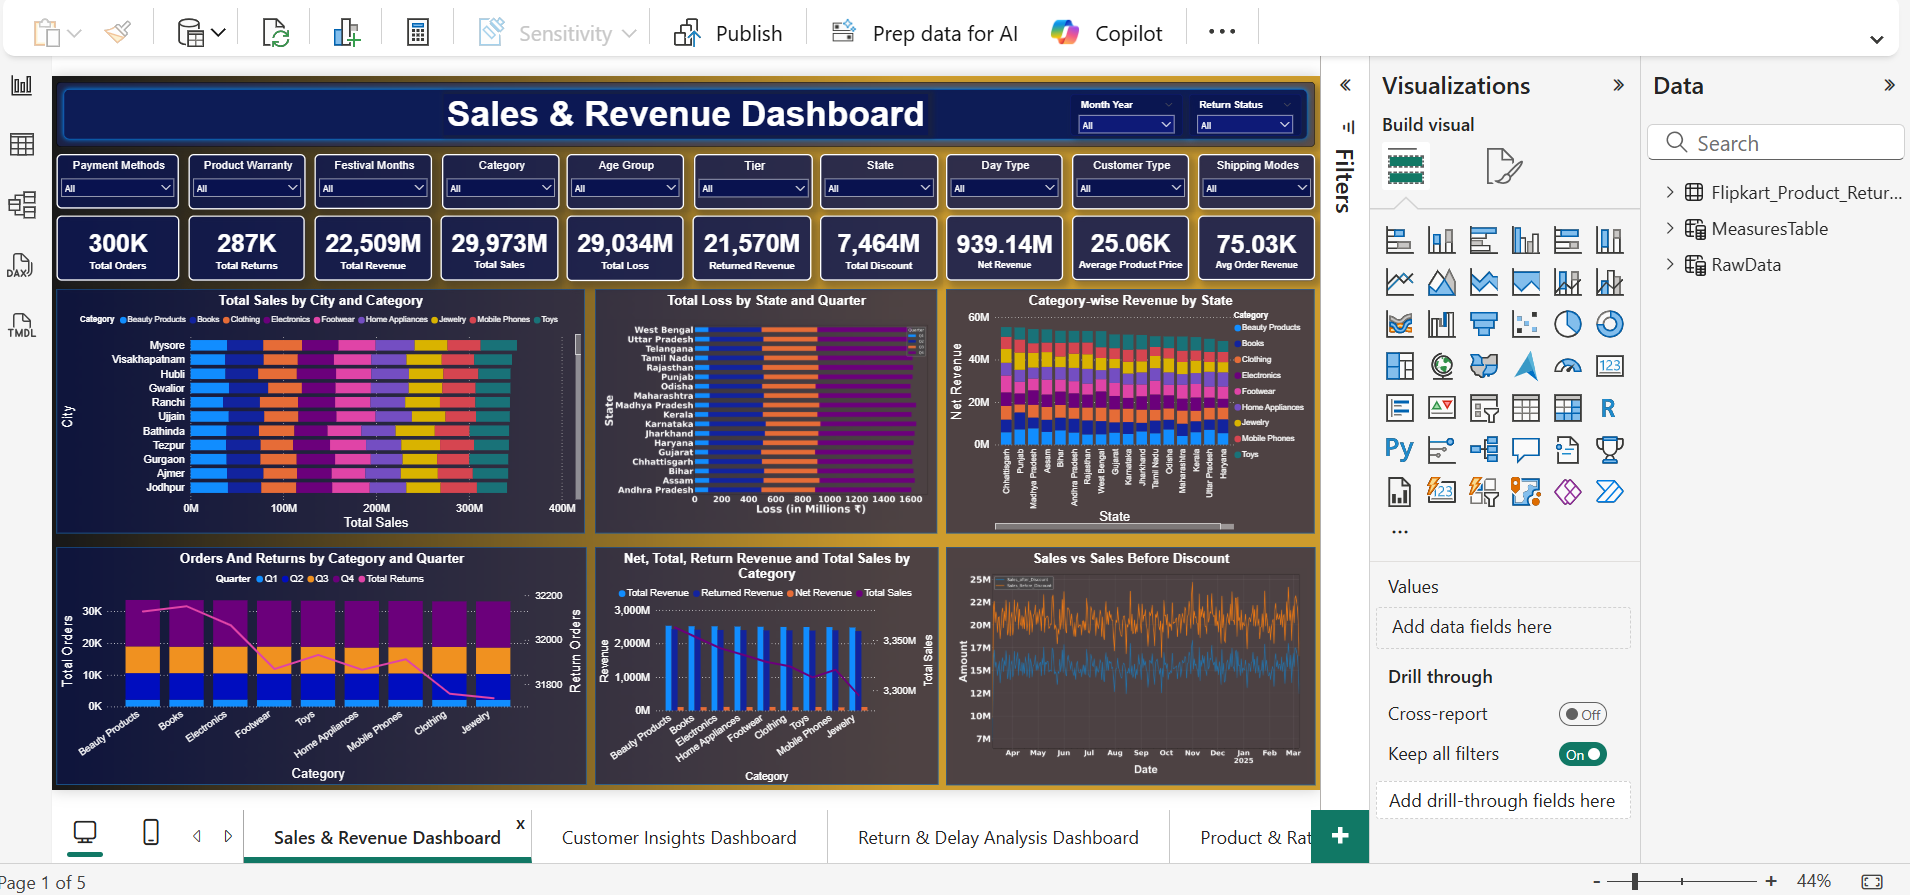 Sensitivity
Publish
Prep data for AI
Copilot
Sales & Revenue Dashboard
Month Year
All
Return Status
All
Payment Methods
All
Product Warranty
All
Festival Months
All
Category
All
Age Group
All
Tier
All
State
All
Day Type
All
Customer Type
All
Shipping Modes
All
300K
Total Orders
287K
Total Returns
22,509M
Total Revenue
29,973M
Total Sales
29,034M
Total Loss
21,570M
Returned Revenue
7,464M
Total Discount
939.14M
Net Revenue
25.06K
Average Product Price
75.03K
Avg Order Revenue
Total Sales by City and Category
Category Beauty Products Books Clothing Electronics Footwear Home Appliances Jewelry Mobile Phones Toys
City
Mysore
Visakhapatnam
Hubli
Gwalior
Ranchi
Ujjain
Bathinda
Tezpur
Gurgaon
Ajmer
Jodhpur
0M 100M 200M 300M 400M
Total Sales
Total Loss by State and Quarter
State
West Bengal
Uttar Pradesh
Telangana
Tamil Nadu
Rajasthan
Punjab
Odisha
Maharashtra
Madhya Pradesh
Kerala
Karnataka
Jharkhand
Haryana
Gujarat
Chhattisgarh
Bihar
Assam
Andhra Pradesh
0 200 400 600 800 1000 1200 1400 1600
Loss (in Millions ₹)
Quarter
Category-wise Revenue by State
Net Revenue
60M
40M
20M
0M
Chhattisgarh
Punjab
Madhya Pradesh
Assam
Bihar
Andhra Pradesh
Rajasthan
West Bengal
Gujarat
Karnataka
Jharkhand
Tamil Nadu
Odisha
Maharashtra
Kerala
Uttar Pradesh
Haryana
State
Category
Beauty Products
Books
Clothing
Electronics
Footwear
Home Appliances
Jewelry
Mobile Phones
Toys
Orders And Returns by Category and Quarter
Quarter Q1 Q2 Q3 Q4 Total Returns
Total Orders
30K
20K
10K
0K
32200
32000
31800
Return Orders
Beauty Products
Books
Electronics
Footwear
Toys
Home Appliances
Mobile Phones
Clothing
Jewelry
Category
Net, Total, Return Revenue and Total Sales by
Category
Total Revenue Returned Revenue Net Revenue Total Sales
Revenue
3,000M
2,000M
1,000M
0M
3,350M
3,300M
Total Sales
Beauty Products
Books
Electronics
Home Appliances
Footwear
Clothing
Toys
Mobile Phones
Jewelry
Category
Sales vs Sales Before Discount
Sales_After_Discount
Sales_Before_Discount
Amount
25M
22M
20M
17M
15M
12M
10M
7M
Apr May Jun Jul Aug Sep Oct Nov Dec Jan Feb Mar
2025
Date
Filters
Visualizations
Build visual
Values
Add data fields here
Drill through
Cross-report
Off
Keep all filters
On
Add drill-through fields here
Data
Search
Flipkart_Product_Retur...
MeasuresTable
RawData
DAX
TMDL
123
R
Py
123
...
Sales & Revenue Dashboard x
Customer Insights Dashboard
Return & Delay Analysis Dashboard
Product & Rat
+
Page 1 of 5
- + 44%